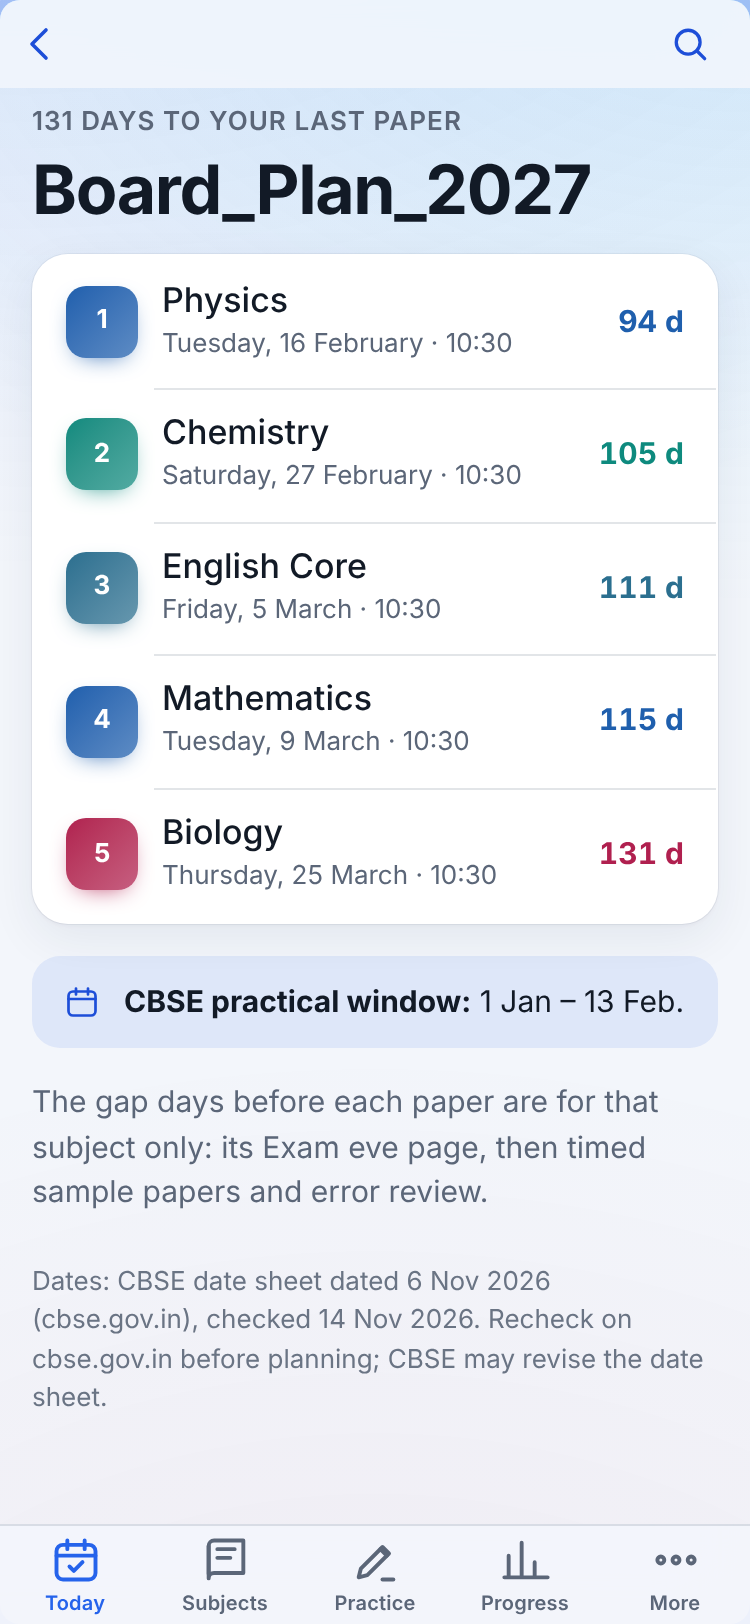 131 DAYS TO YOUR LAST PAPER
Board_Plan_2027
1
Physics
Tuesday, 16 February · 10:30
94 d
2
Chemistry
Saturday, 27 February · 10:30
105 d
3
English Core
Friday, 5 March · 10:30
111 d
4
Mathematics
Tuesday, 9 March · 10:30
115 d
5
Biology
Thursday, 25 March · 10:30
131 d
CBSE practical window: 1 Jan – 13 Feb.
The gap days before each paper are for that
subject only: its Exam eve page, then timed
sample papers and error review.
Dates: CBSE date sheet dated 6 Nov 2026
(cbse.gov.in), checked 14 Nov 2026. Recheck on
cbse.gov.in before planning; CBSE may revise the date
sheet.
Today
Subjects
Practice
Progress
More